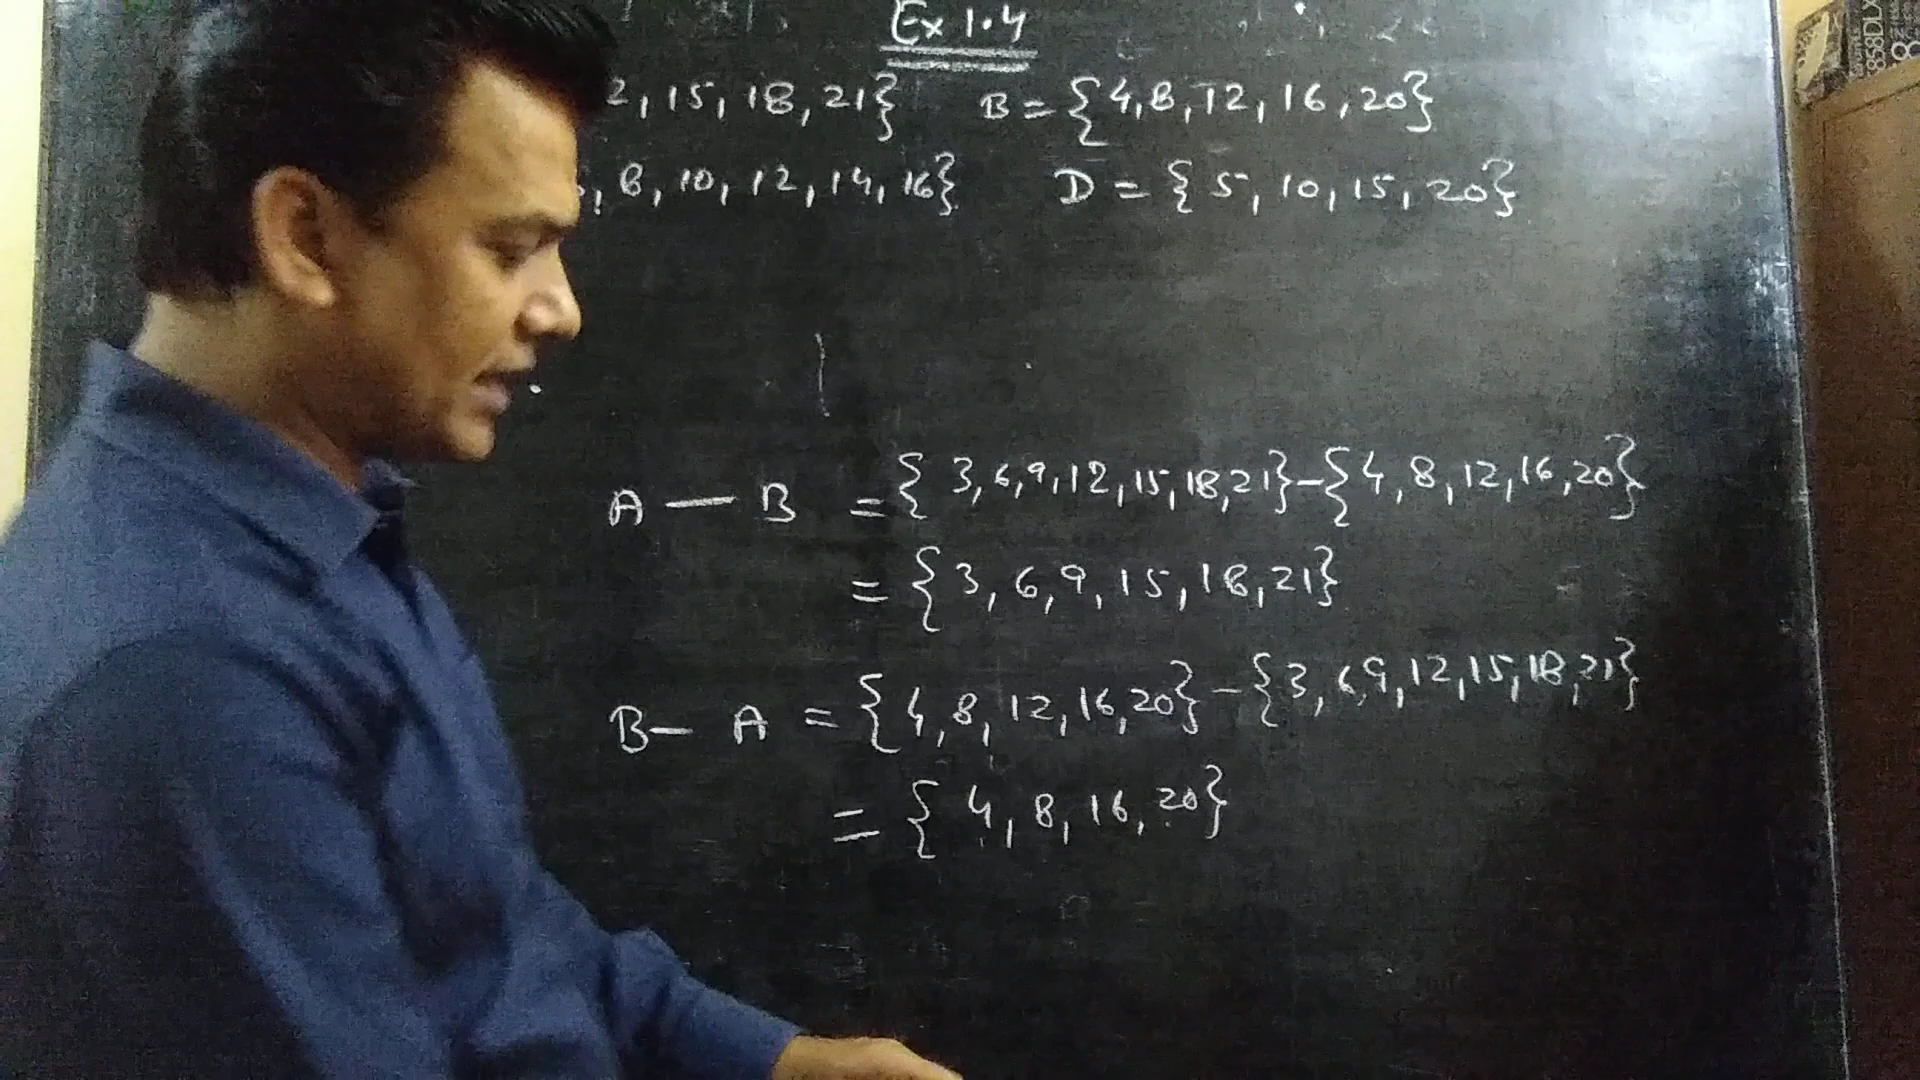 Ex 1.4
2, 15, 18, 21} B = {4, 8, 12, 16, 20}
, 8, 10, 12, 14, 16} D = {5, 10, 15, 20}
A — B = {3, 6, 9, 12, 15, 18, 21} - {4, 8, 12, 16, 20}
= {3, 6, 9, 15, 18, 21}
B - A = {4, 8, 12, 16, 20} - {3, 6, 9, 12, 15, 18, 21}
= {4, 8, 16, 20}
858DLX